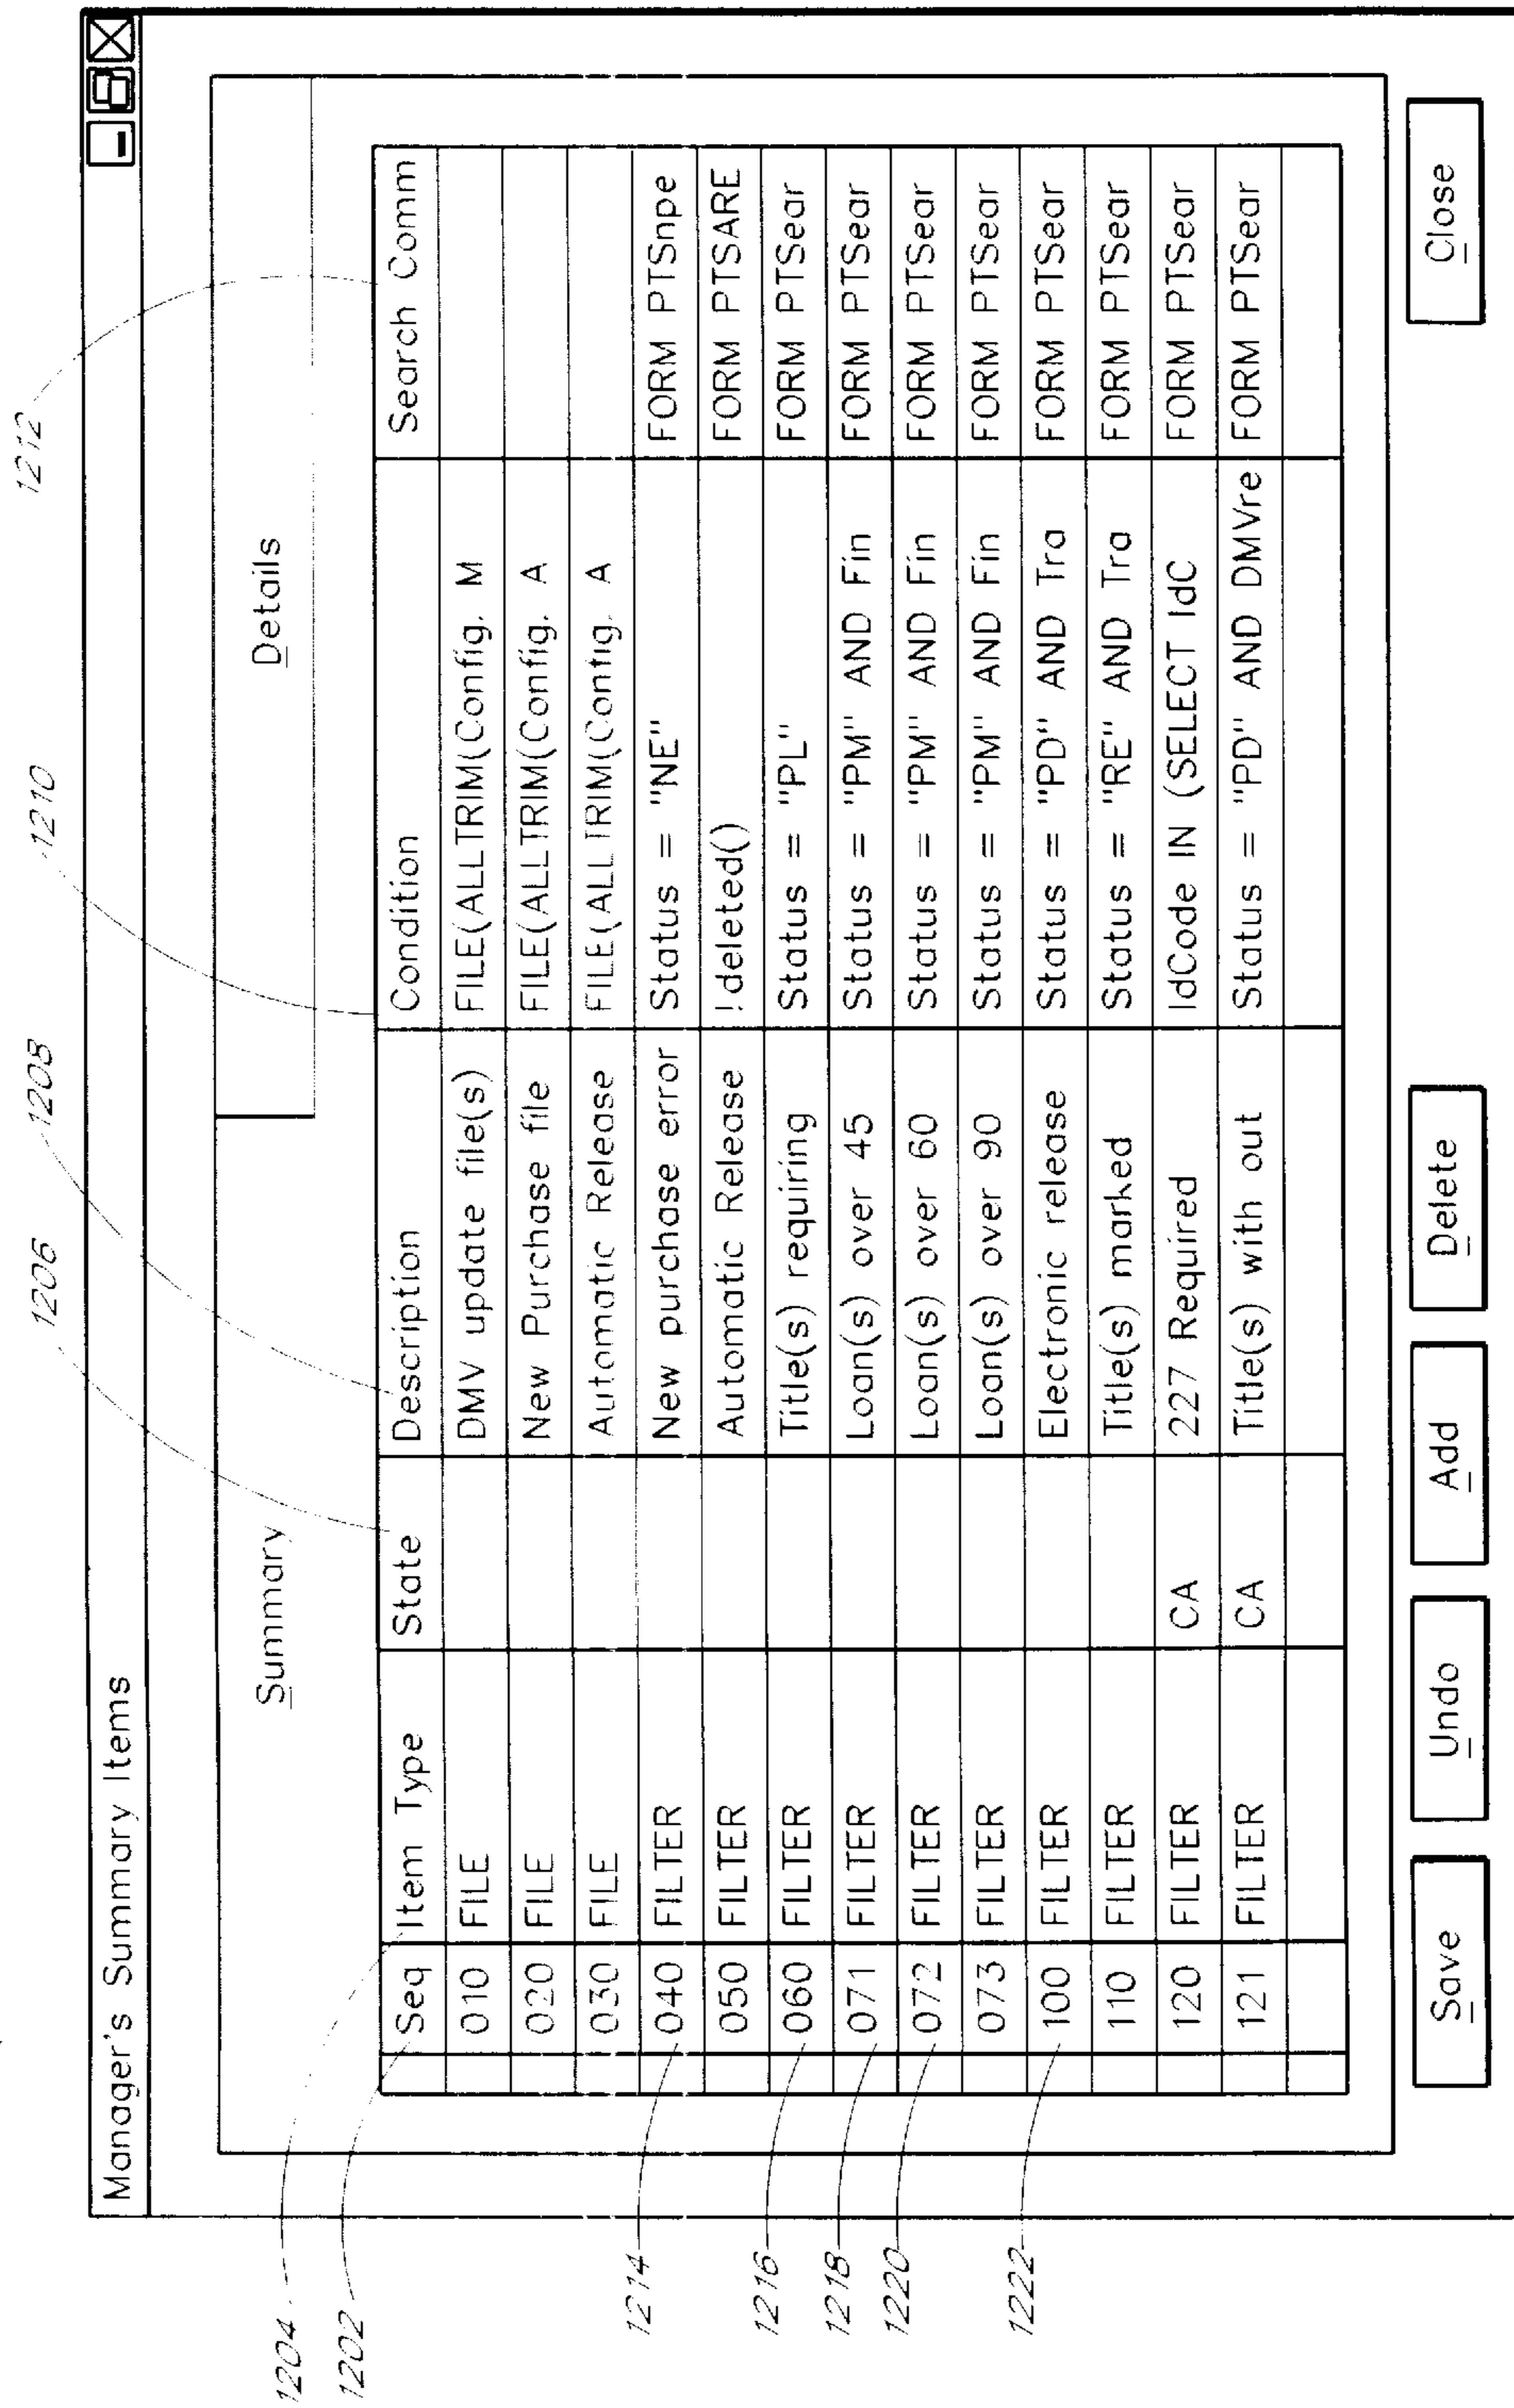 1212
1210
1208
1206
Manager's Summary Items
Summary Details
Seq Item Type State Description Condition Search Comm
010 FILE DMV update file(s) FILE(ALLTRIM(Config. M
020 FILE New Purchase file FILE(ALLTRIM(Config. A
030 FILE Automatic Release FILE(ALLTRIM(Config. A
040 FILTER New purchase error Status = "NE" FORM PTSnpe
050 FILTER Automatic Release !deleted() FORM PTSARE
060 FILTER Title(s) requiring Status = "PL" FORM PTSear
071 FILTER Loan(s) over 45 Status = "PM" AND Fin FORM PTSear
072 FILTER Loan(s) over 60 Status = "PM" AND Fin FORM PTSear
073 FILTER Loan(s) over 90 Status = "PM" AND Fin FORM PTSear
100 FILTER Electronic release Status = "PD" AND Tra FORM PTSear
110 FILTER Title(s) marked Status = "RE" AND Tra FORM PTSear
120 FILTER CA 227 Required IdCode IN (SELECT IdC FORM PTSear
121 FILTER CA Title(s) with out Status = "PD" AND DMVre FORM PTSear
Save Undo Add Delete Close
1204
1202
1214
1216
1218
1220
1222